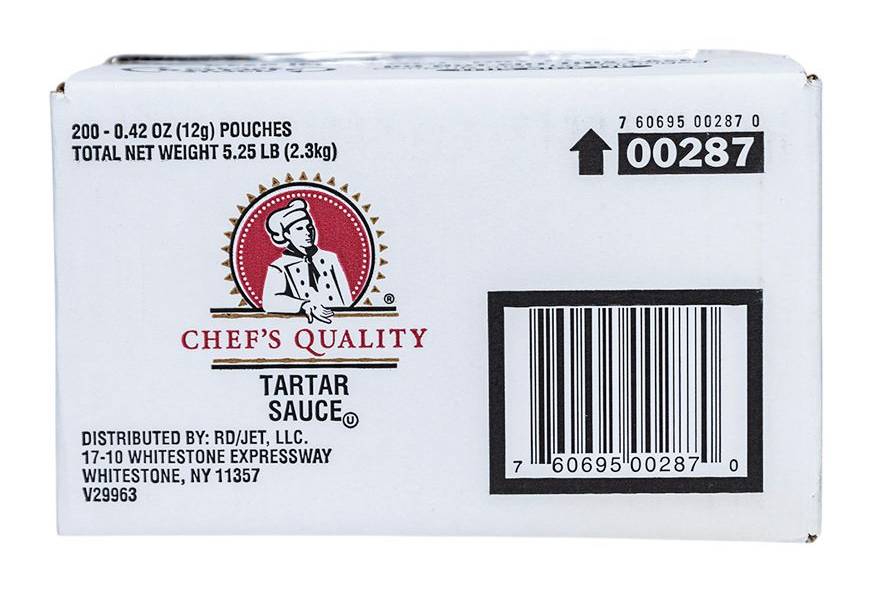 200 - 0.42 OZ (12g) POUCHES
TOTAL NET WEIGHT 5.25 LB (2.3kg)
7 60695 00287 0
00287
®
CHEF'S QUALITY
TARTAR
SAUCE Ⓤ
DISTRIBUTED BY: RD/JET, LLC.
17-10 WHITESTONE EXPRESSWAY
WHITESTONE, NY 11357
V29963
7 60695 00287 0